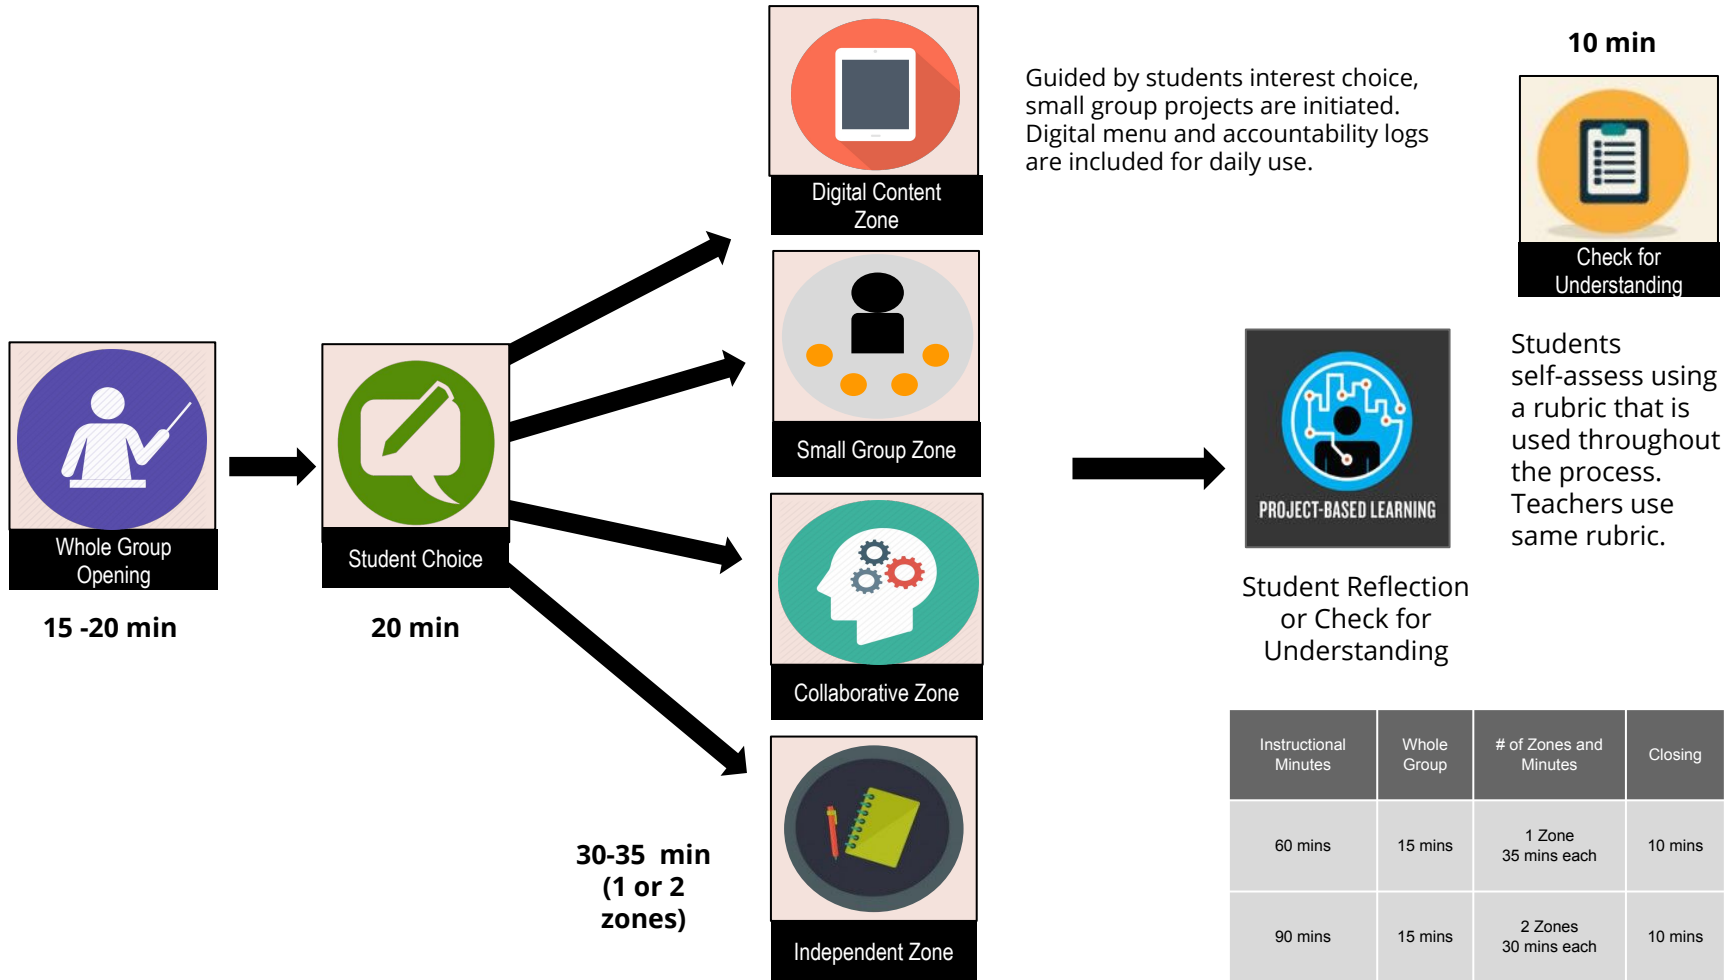 Whole Group
Opening
15 -20 min
Student Choice
20 min
Digital Content
Zone
Small Group Zone
Collaborative Zone
Independent Zone
30-35  min
(1 or 2
zones)
Guided by students interest choice,
small group projects are initiated.
Digital menu and accountability logs
are included for daily use.
PROJECT-BASED LEARNING
Student Reflection
or Check for
Understanding
10 min
Check for
Understanding
Students
self-assess using
a rubric that is
used throughout
the process.
Teachers use
same rubric.
Instructional
Minutes
Whole
Group
# of Zones and
Minutes
Closing
60 mins
15 mins
1 Zone
35 mins each
10 mins
90 mins
15 mins
2 Zones
30 mins each
10 mins